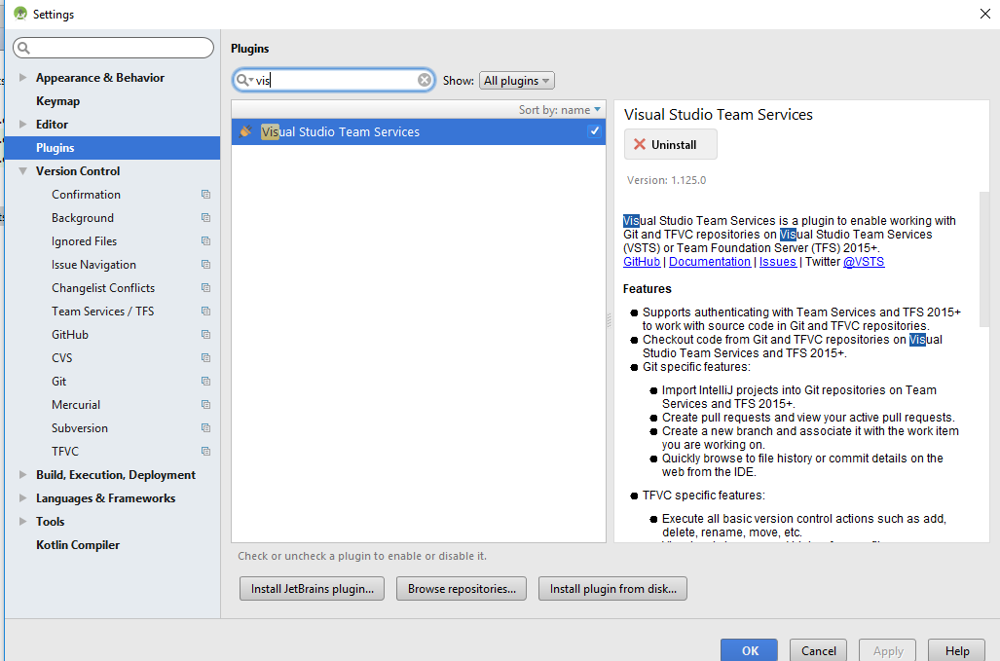 Settings
Appearance & Behavior
Keymap
Editor
Plugins
Version Control
Confirmation
Background
Ignored Files
Issue Navigation
Changelist Conflicts
Team Services / TFS
GitHub
CVS
Git
Mercurial
Subversion
TFVC
Build, Execution, Deployment
Languages & Frameworks
Tools
Kotlin Compiler
Plugins
vis
Show: All plugins
Sort by: name
Visual Studio Team Services
Check or uncheck a plugin to enable or disable it.
Install JetBrains plugin... Browse repositories... Install plugin from disk...
Visual Studio Team Services
Uninstall
Version: 1.125.0
Visual Studio Team Services is a plugin to enable working with
Git and TFVC repositories on Visual Studio Team Services
(VSTS) or Team Foundation Server (TFS) 2015+.
GitHub | Documentation | Issues | Twitter @VSTS
Features
Supports authenticating with Team Services and TFS 2015+
to work with source code in Git and TFVC repositories.
Checkout code from Git and TFVC repositories on Visual
Studio Team Services and TFS 2015+.
Git specific features:
Import IntelliJ projects into Git repositories on Team
Services and TFS 2015+.
Create pull requests and view your active pull requests.
Create a new branch and associate it with the work item
you are working on.
Quickly browse to file history or commit details on the
web from the IDE.
TFVC specific features:
Execute all basic version control actions such as add,
delete, rename, move, etc.
OK Cancel Apply Help